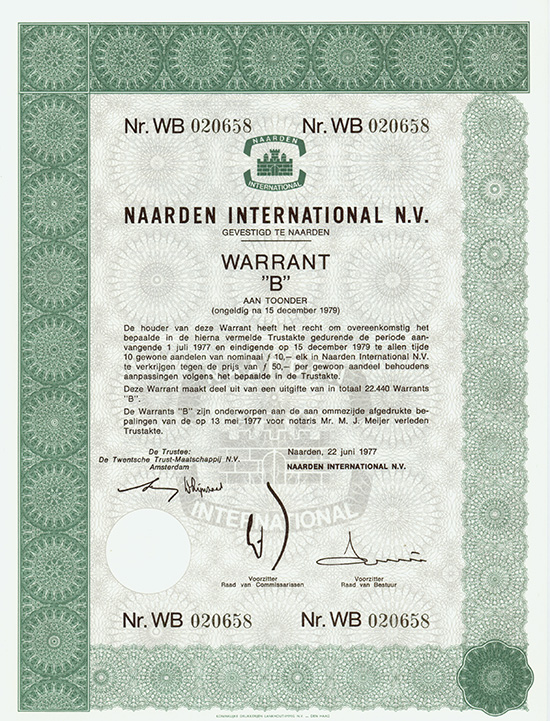 Nr. WB 020658 Nr. WB 020658
NAARDEN
INTERNATIONAL
NAARDEN INTERNATIONAL N.V.
GEVESTIGD TE NAARDEN
WARRANT
"B"
AAN TOONDER
(ongeldig na 15 december 1979)
De houder van deze Warrant heeft het recht om overeenkomstig het
bepaalde in de hierna vermelde Trustakte gedurende de periode aan-
vangende 1 juli 1977 en eindigende op 15 december 1979 te allen tijde
10 gewone aandelen van nominaal ƒ 10,— elk in Naarden International N.V.
te verkrijgen tegen de prijs van ƒ 50,— per gewoon aandeel behoudens
aanpassingen volgens het bepaalde in de Trustakte.
Deze Warrant maakt deel uit van een uitgifte van in totaal 22.440 Warrants
"B".
De Warrants "B" zijn onderworpen aan de aan ommezijde afgedrukte be-
palingen van de op 13 mei 1977 voor notaris Mr. M. J. Meijer verleden
Trustakte.
De Trustee:
De Twentsche Trust-Maatschappij N.V.
Amsterdam
Naarden, 22 juni 1977
NAARDEN INTERNATIONAL N.V.
INTERNATIONAL
Voorzitter
Raad van Commissarissen
Voorzitter
Raad van Bestuur
Nr. WB 020658 Nr. WB 020658